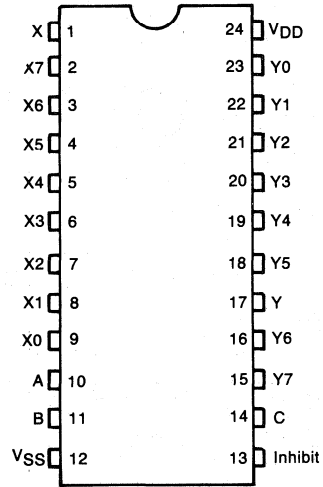 X 1 24 VDD
X7 2 23 Y0
X6 3 22 Y1
X5 4 21 Y2
X4 5 20 Y3
X3 6 19 Y4
X2 7 18 Y5
X1 8 17 Y
X0 9 16 Y6
A 10 15 Y7
B 11 14 C
VSS 12 13 Inhibit